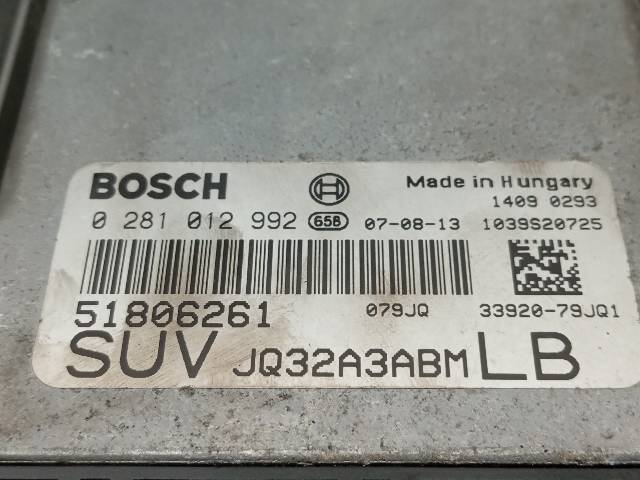 BOSCH
Made in Hungary
1409 0293
0 281 012 992 65B 07-08-13 1039S20725
51806261 079JQ 33920-79JQ1
SUV JQ32A3ABM LB